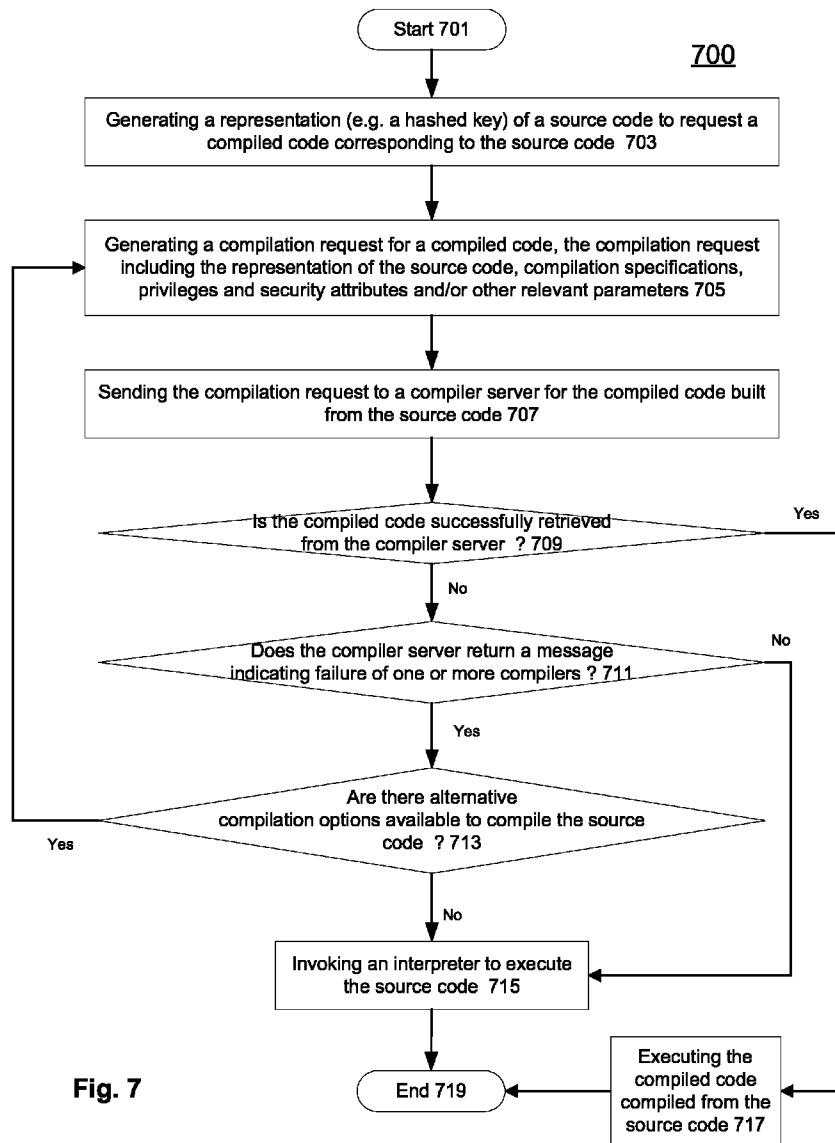 Start 701
700
Generating a representation (e.g. a hashed key) of a source code to request a
compiled code corresponding to the source code 703
Generating a compilation request for a compiled code, the compilation request
including the representation of the source code, compilation specifications,
privileges and security attributes and/or other relevant parameters 705
Sending the compilation request to a compiler server for the compiled code built
from the source code 707
Is the compiled code successfully retrieved
from the compiler server ? 709
Yes
No
Does the compiler server return a message
indicating failure of one or more compilers ? 711
No
Yes
Are there alternative
compilation options available to compile the source
code ? 713
Yes
No
Invoking an interpreter to execute
the source code 715
Executing the
compiled code
compiled from the
source code 717
End 719
Fig. 7